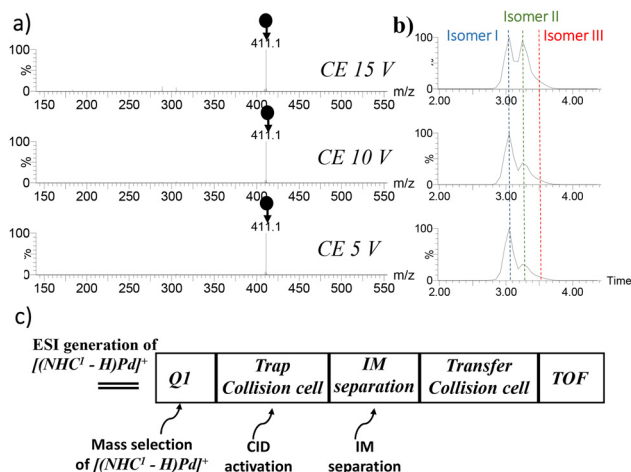 a)
100
%
0
411.1
CE 15 V
150 200 250 300 350 400 450 500 550 m/z
100
%
0
411.1
CE 10 V
150 200 250 300 350 400 450 500 550 m/z
100
%
0
411.1
CE 5 V
150 200 250 300 350 400 450 500 550 m/z
b)
Isomer I
Isomer II
Isomer III
100
%
2.00 3.00 4.00
100
%
2.00 3.00 4.00
100
%
0
2.00 3.00 4.00 Time
c)
ESI generation of
[(NHC¹ - H)Pd]⁺
Q1
Trap
Collision cell
IM
separation
Transfer
Collision cell
TOF
Mass selection
of [(NHC¹ - H)Pd]⁺
CID
activation
IM
separation